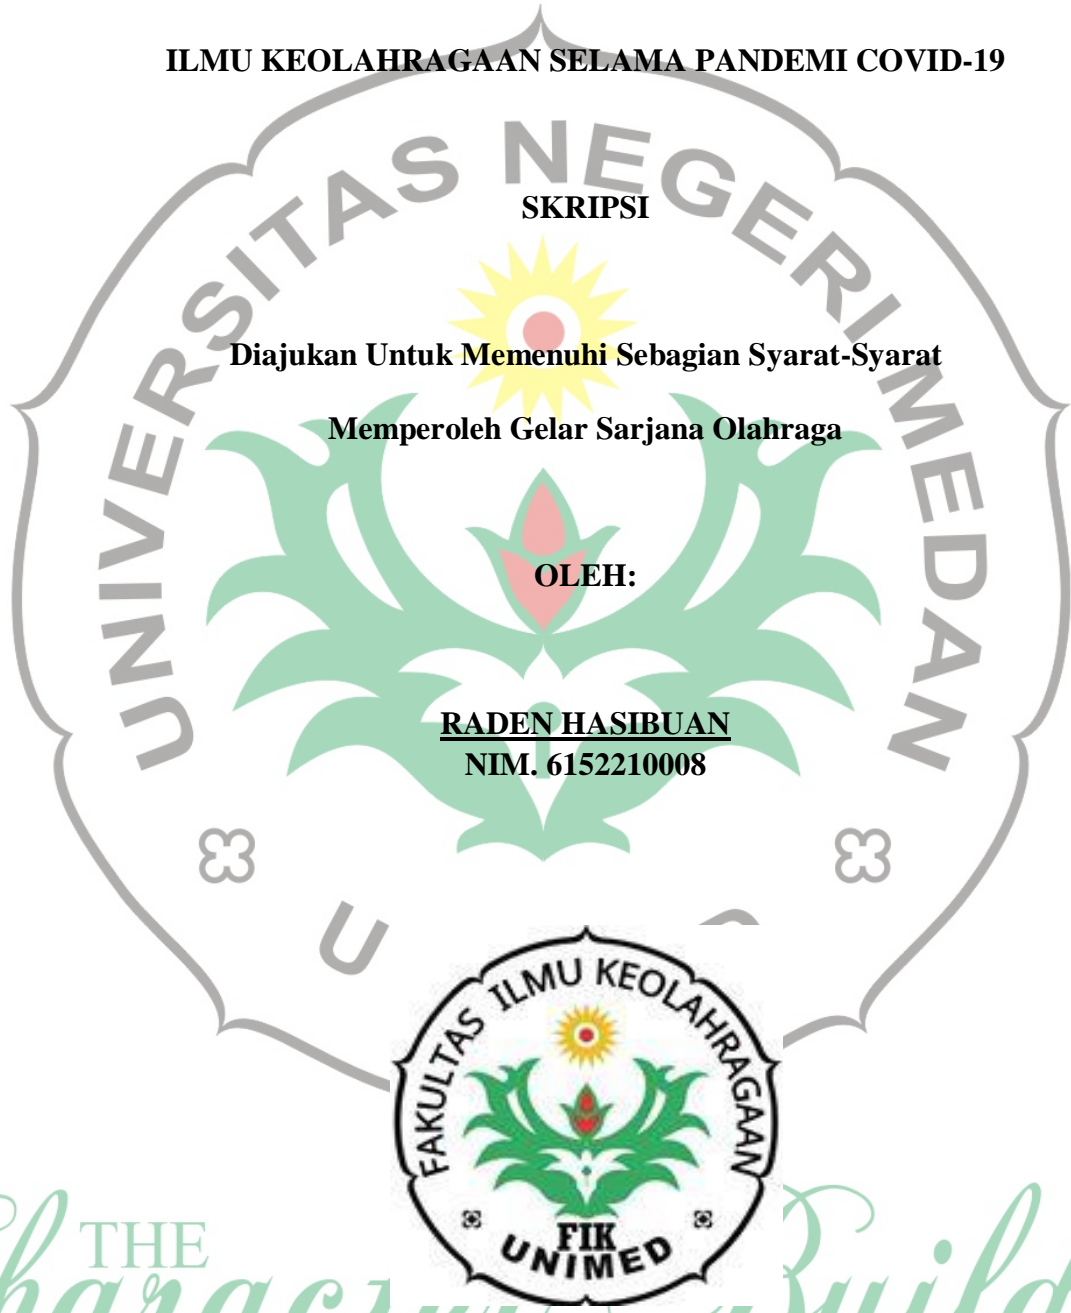 ILMU KEOLAHRAGAAN SELAMA PANDEMI COVID-19
UNIVERSITAS NEGERI MEDAN
SKRIPSI
Diajukan Untuk Memenuhi Sebagian Syarat-Syarat
Memperoleh Gelar Sarjana Olahraga
OLEH:
RADEN HASIBUAN
NIM. 6152210008
FAKULTAS ILMU KEOLAHRAGAAN
FIK
UNIMED
THE